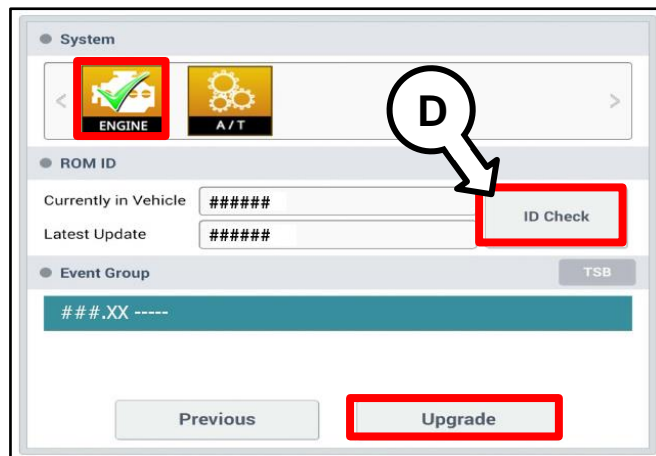 System
<
ENGINE
A/T
D
>
ROM ID
Currently in Vehicle ######
ID Check
Latest Update ######
Event Group TSB
###.XX -----
Previous Upgrade